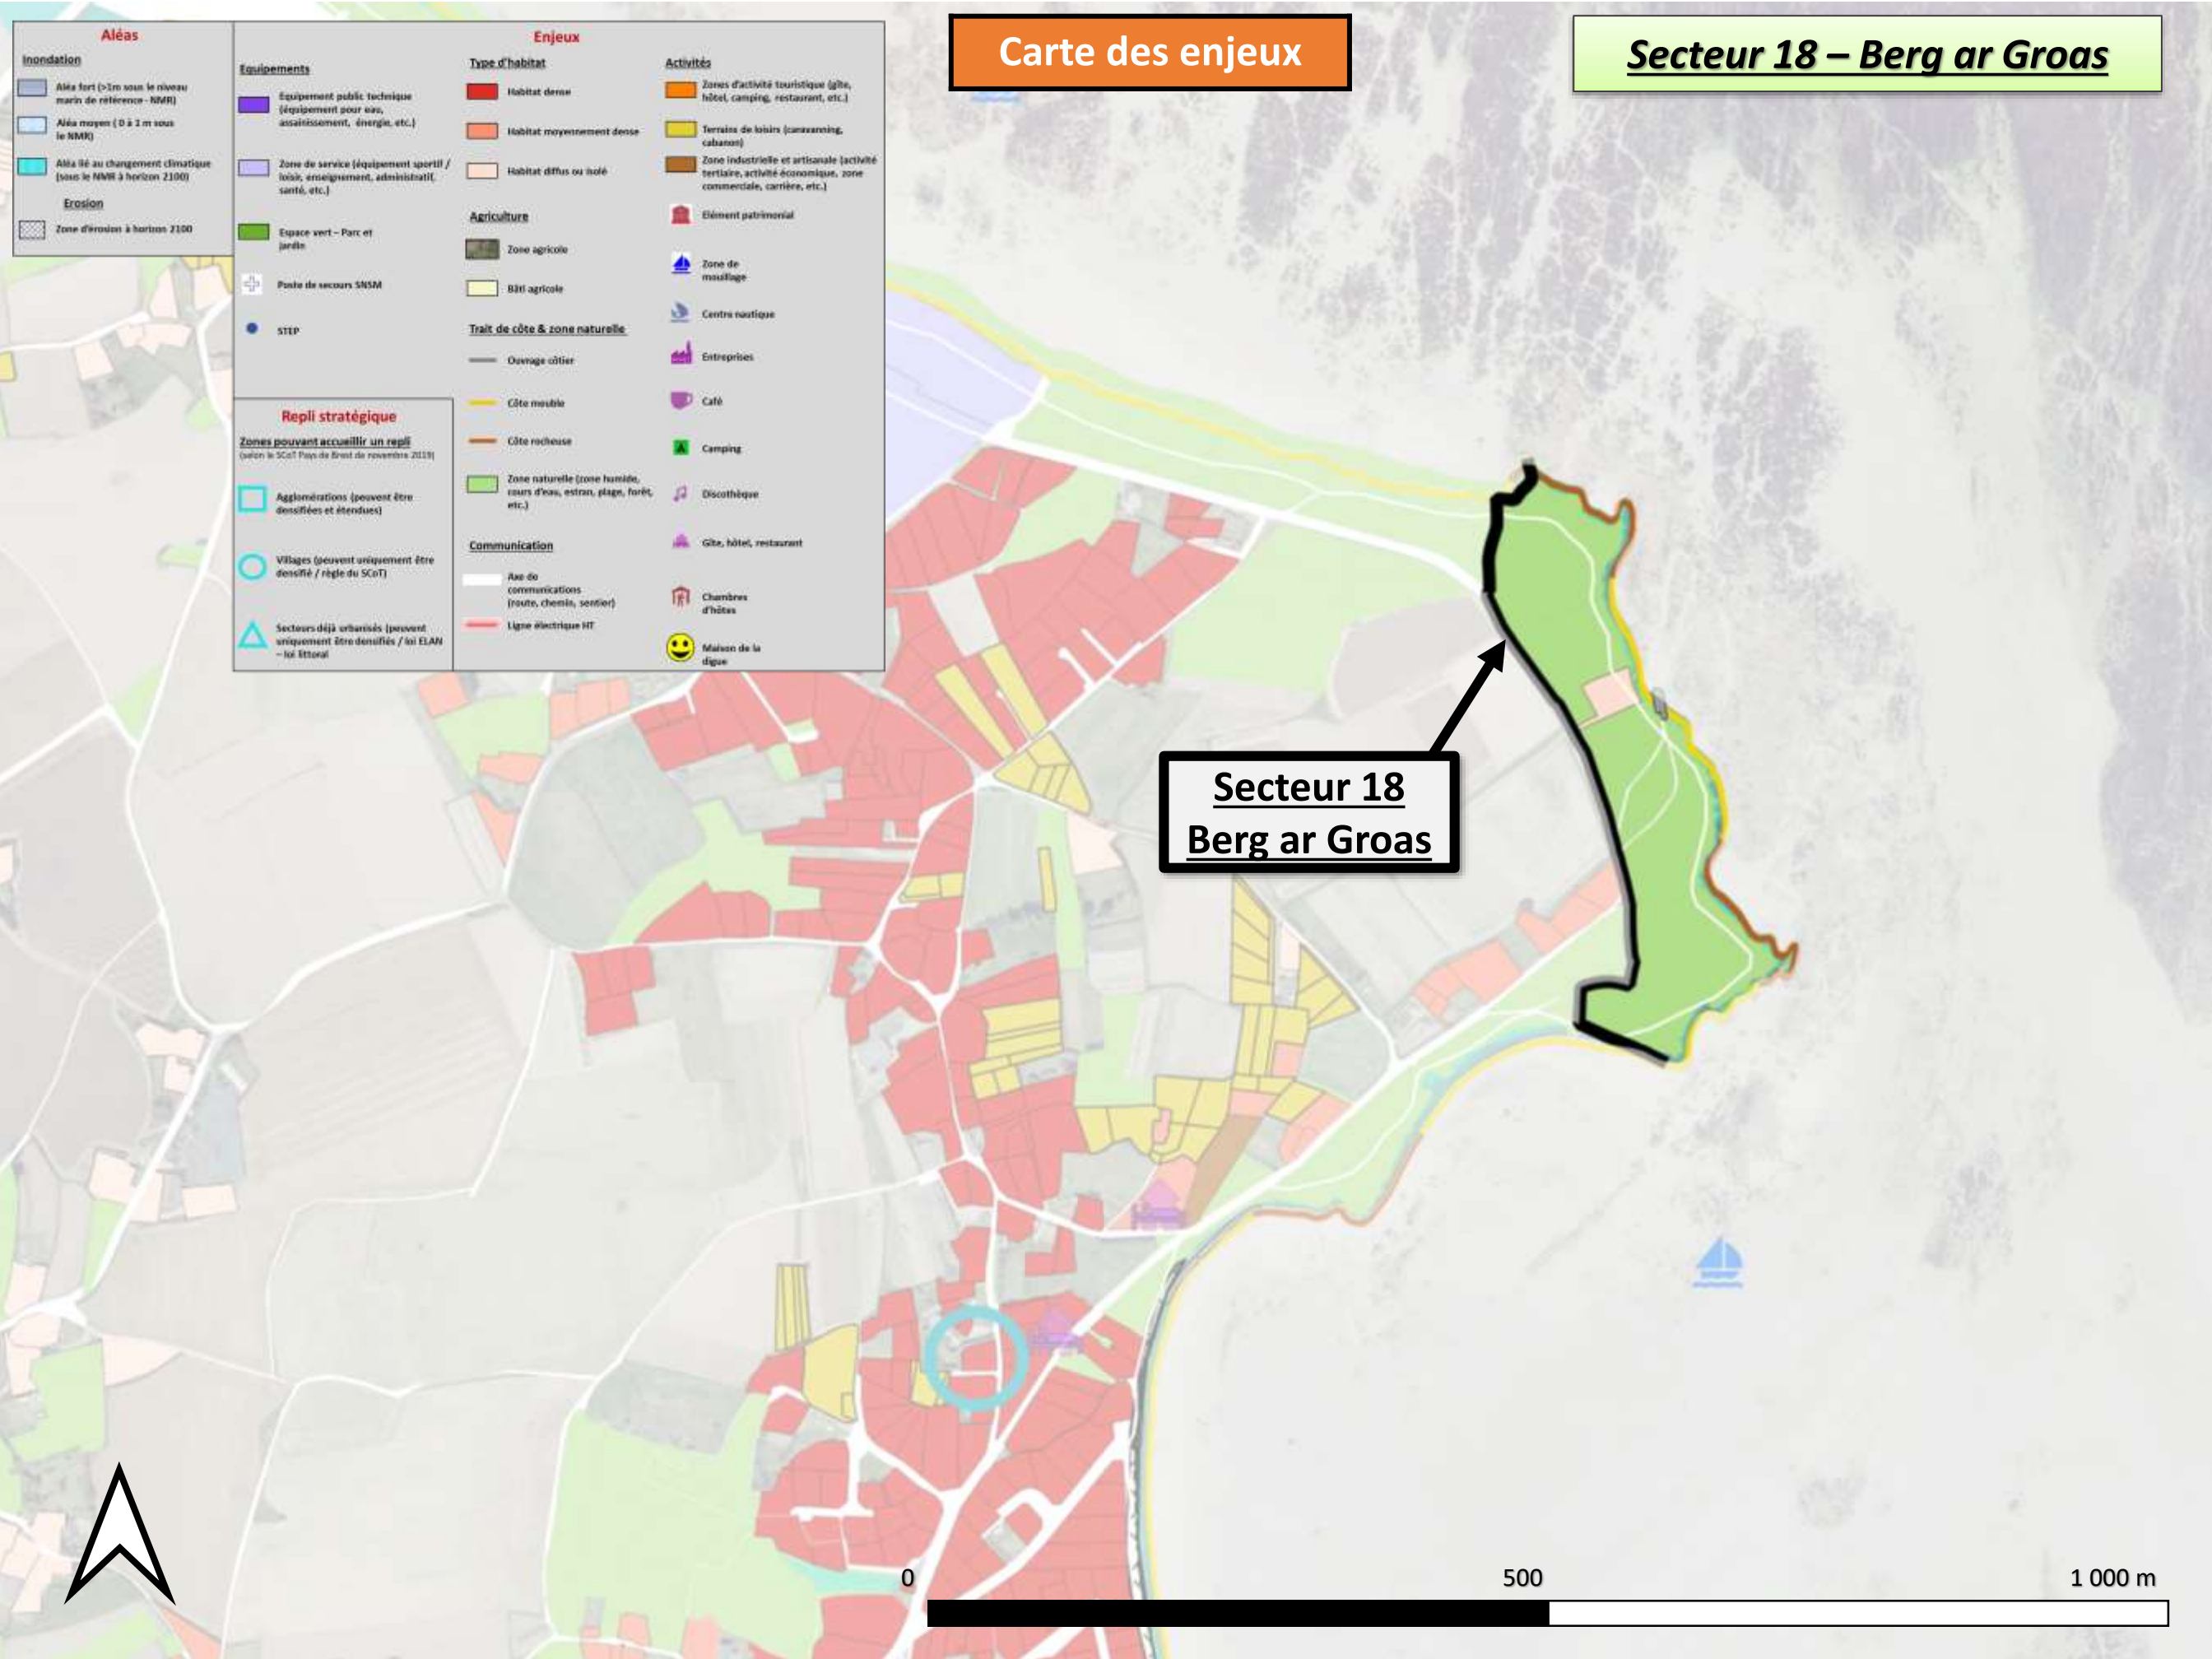 Carte des enjeux
Secteur 18 – Berg ar Groas
Aléas
Inondation
Aléa fort (>1m sous le niveau
marin de référence - NMR)
Aléa moyen ( 0 à 1 m sous
le NMR)
Aléa lié au changement climatique
(sous le NMR à horizon 2100)
Erosion
Zone d'érosion à horizon 2100
Enjeux
Equipements
Equipement public technique
(équipement pour eau,
assainissement, énergie, etc.)
Zone de service (équipement sportif /
loisir, enseignement, administratif,
santé, etc.)
Espace vert – Parc et
jardin
Poste de secours SNSM
STEP
Type d'habitat
Habitat dense
Habitat moyennement dense
Habitat diffus ou isolé
Agriculture
Zone agricole
Bâti agricole
Trait de côte & zone naturelle
Ouvrage côtier
Côte meuble
Côte rocheuse
Zone naturelle (zone humide,
cours d'eau, estran, plage, forêt,
etc.)
Communication
Axe de
communications
(route, chemin, sentier)
Ligne électrique HT
Activités
Zones d'activité touristique (gîte,
hôtel, camping, restaurant, etc.)
Terrains de loisirs (caravanning,
cabanon)
Zone industrielle et artisanale (activité
tertiaire, activité économique, zone
commerciale, carrière, etc.)
Elément patrimonial
Zone de
mouillage
Centre nautique
Entreprises
Café
Camping
Discothèque
Gîte, hôtel, restaurant
Chambres
d'hôtes
Maison de la
digue
Repli stratégique
Zones pouvant accueillir un repli
(selon le SCoT Pays de Brest de novembre 2019)
Agglomérations (peuvent être
densifiées et étendues)
Villages (peuvent uniquement être
densifié / règle du SCoT)
Secteurs déjà urbanisés (peuvent
uniquement être densifiés / loi ELAN
– loi littoral
Secteur 18
Berg ar Groas
0
500
1 000 m